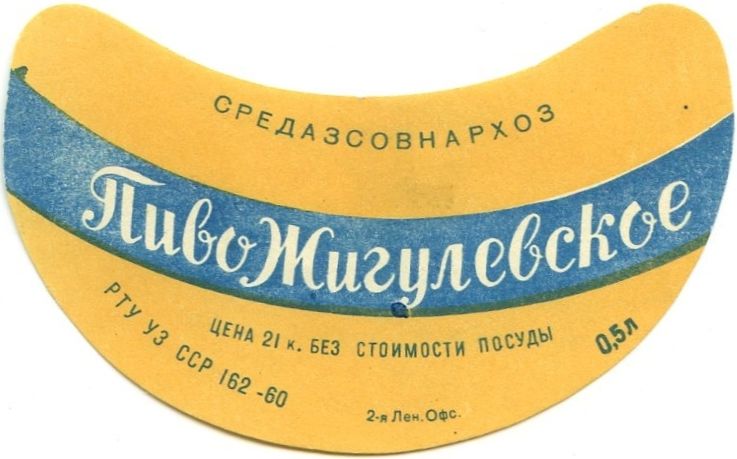 СРЕДАЗСОВНАРХОЗ
Пиво Жигулевское
ЦЕНА 21 к. БЕЗ СТОИМОСТИ ПОСУДЫ
0,5л
РТУ УЗ ССР 162-60
2-я Лен. Офс.